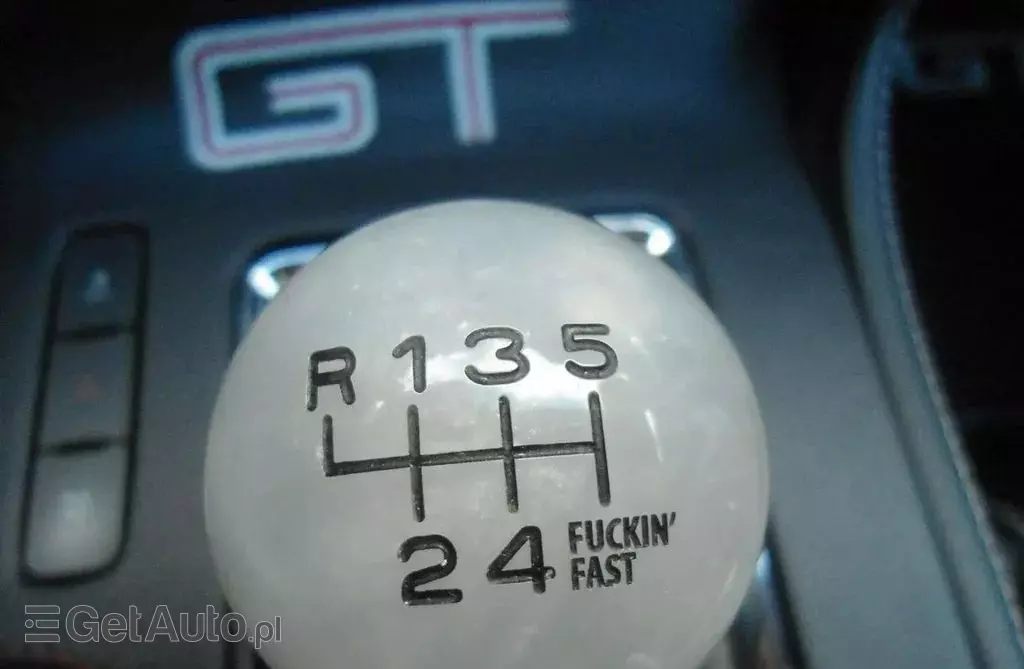 GT
R 1 3 5
2 4 FUCKIN'
FAST
GetAuto.pl